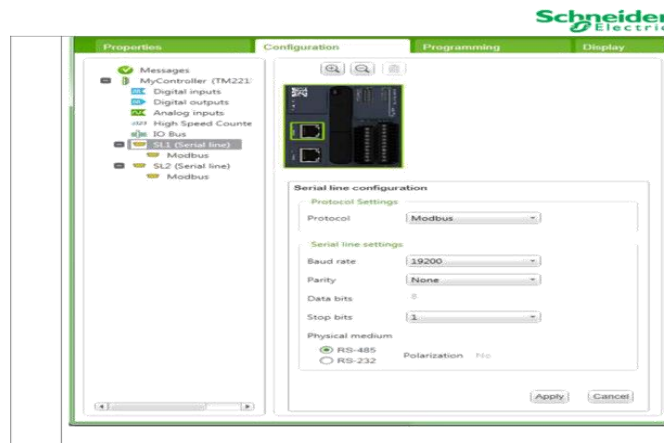 Schneider
Electric
Properties
Configuration
Programming
Display
Messages
MyController (TM221
Digital inputs
Digital outputs
Analog inputs
High Speed Counte
IO Bus
SL1 (Serial line)
Modbus
SL2 (Serial line)
Modbus
Serial line configuration
Protocol Settings
Protocol Modbus
Serial line settings
Baud rate 19200
Parity None
Data bits 8
Stop bits 1
Physical medium
RS-485
RS-232
Polarization No
Apply Cancel